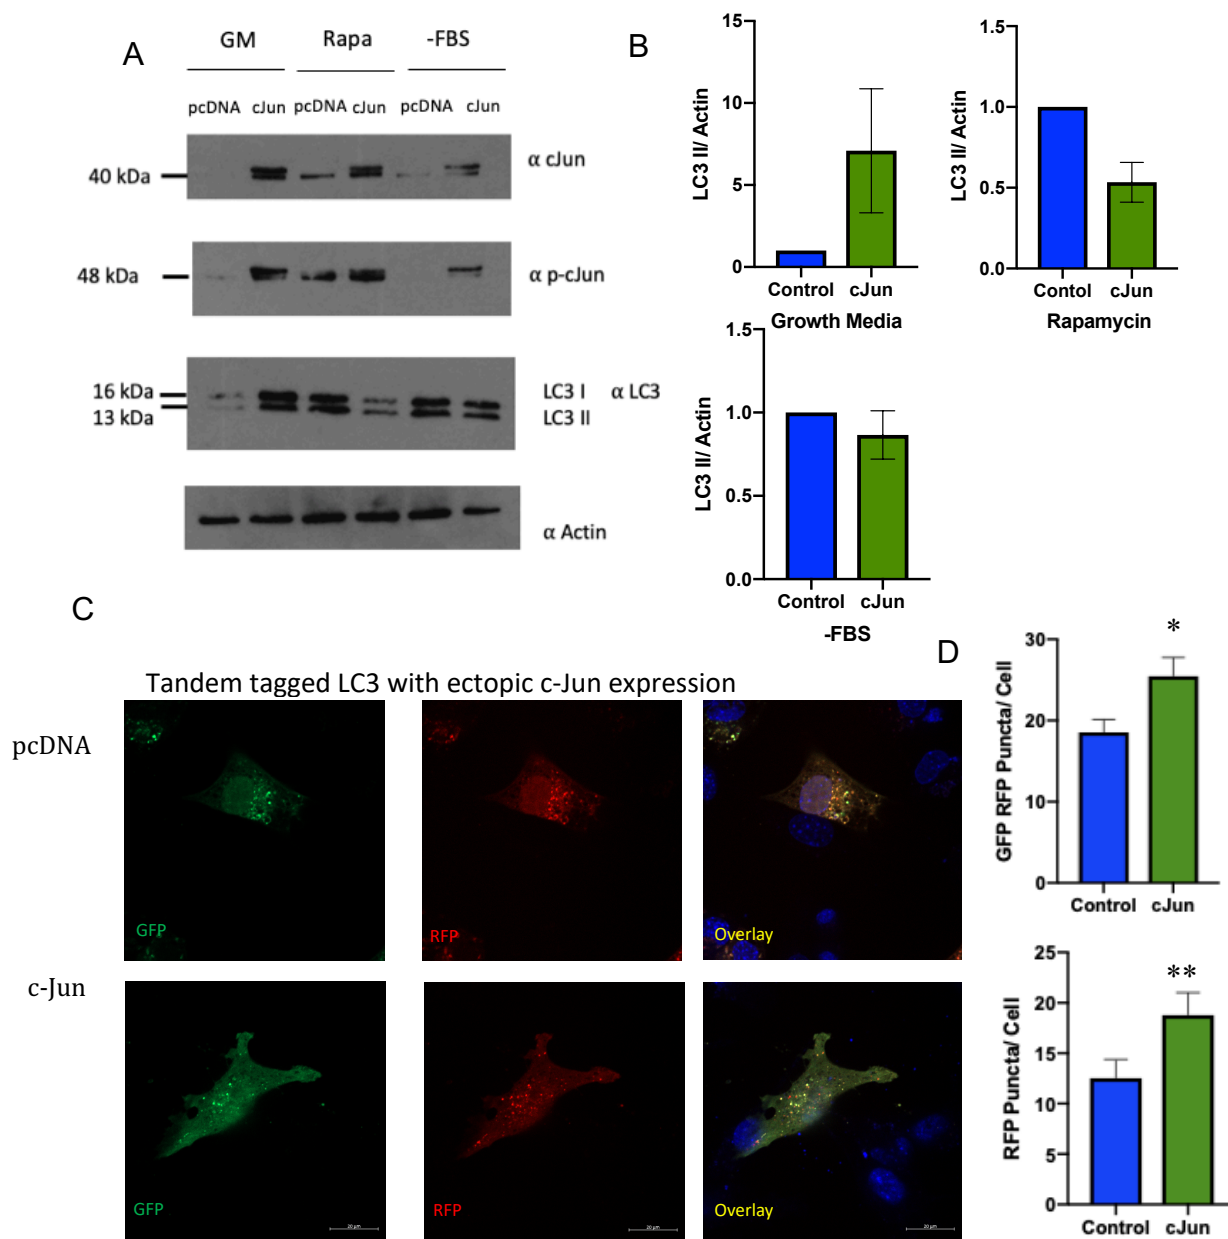 A
GM Rapa -FBS
pcDNA cJun pcDNA cJun pcDNA cJun
40 kDa
α cJun
48 kDa
α p-cJun
16 kDa
13 kDa
LC3 I α LC3
LC3 II
α Actin
B
LC3 II/ Actin
15
10
5
0
Control cJun
Growth Media
LC3 II/ Actin
1.5
1.0
0.5
0.0
Contol cJun
Rapamycin
LC3 II/ Actin
1.5
1.0
0.5
0.0
Control cJun
-FBS
C
Tandem tagged LC3 with ectopic c-Jun expression
pcDNA
GFP
RFP
Overlay
c-Jun
GFP
RFP
20 µm
Overlay
20 µm
D
GFP RFP Puncta/ Cell
30
20
10
0
*
Control cJun
RFP Puncta/ Cell
25
20
15
10
5
0
**
Control cJun